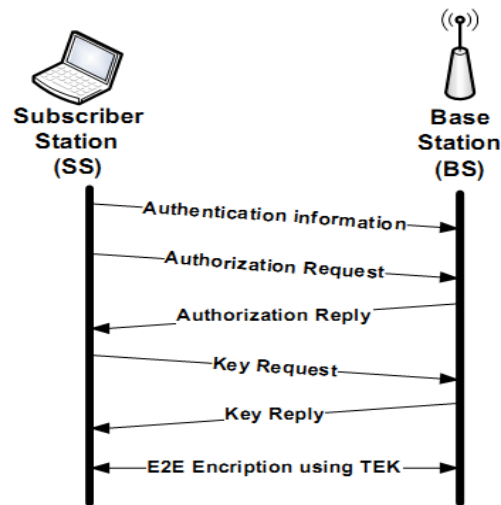 Subscriber
Station
(SS)
Base
Station
(BS)
Authentication information
Authorization Request
Authorization Reply
Key Request
Key Reply
E2E Encription using TEK